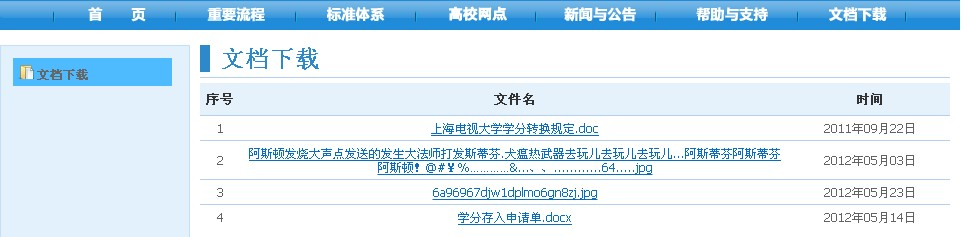 首 页 重要流程 标准体系 高校网点 新闻与公告 帮助与支持 文档下载
文档下载
文档下载
序号 文件名 时间
1 上海电视大学学分转换规定.doc 2011年09月22日
2 阿斯顿发烧大声点发送的发生大法师打发斯蒂芬.犬瘟热武器去玩儿去玩儿去玩儿...阿斯蒂芬阿斯蒂芬 2012年05月03日
阿斯顿！@#￥%…………&…、、…………64.....jpg
3 6a96967djw1dplmo6gn8zj.jpg 2012年05月23日
4 学分存入申请单.docx 2012年05月14日